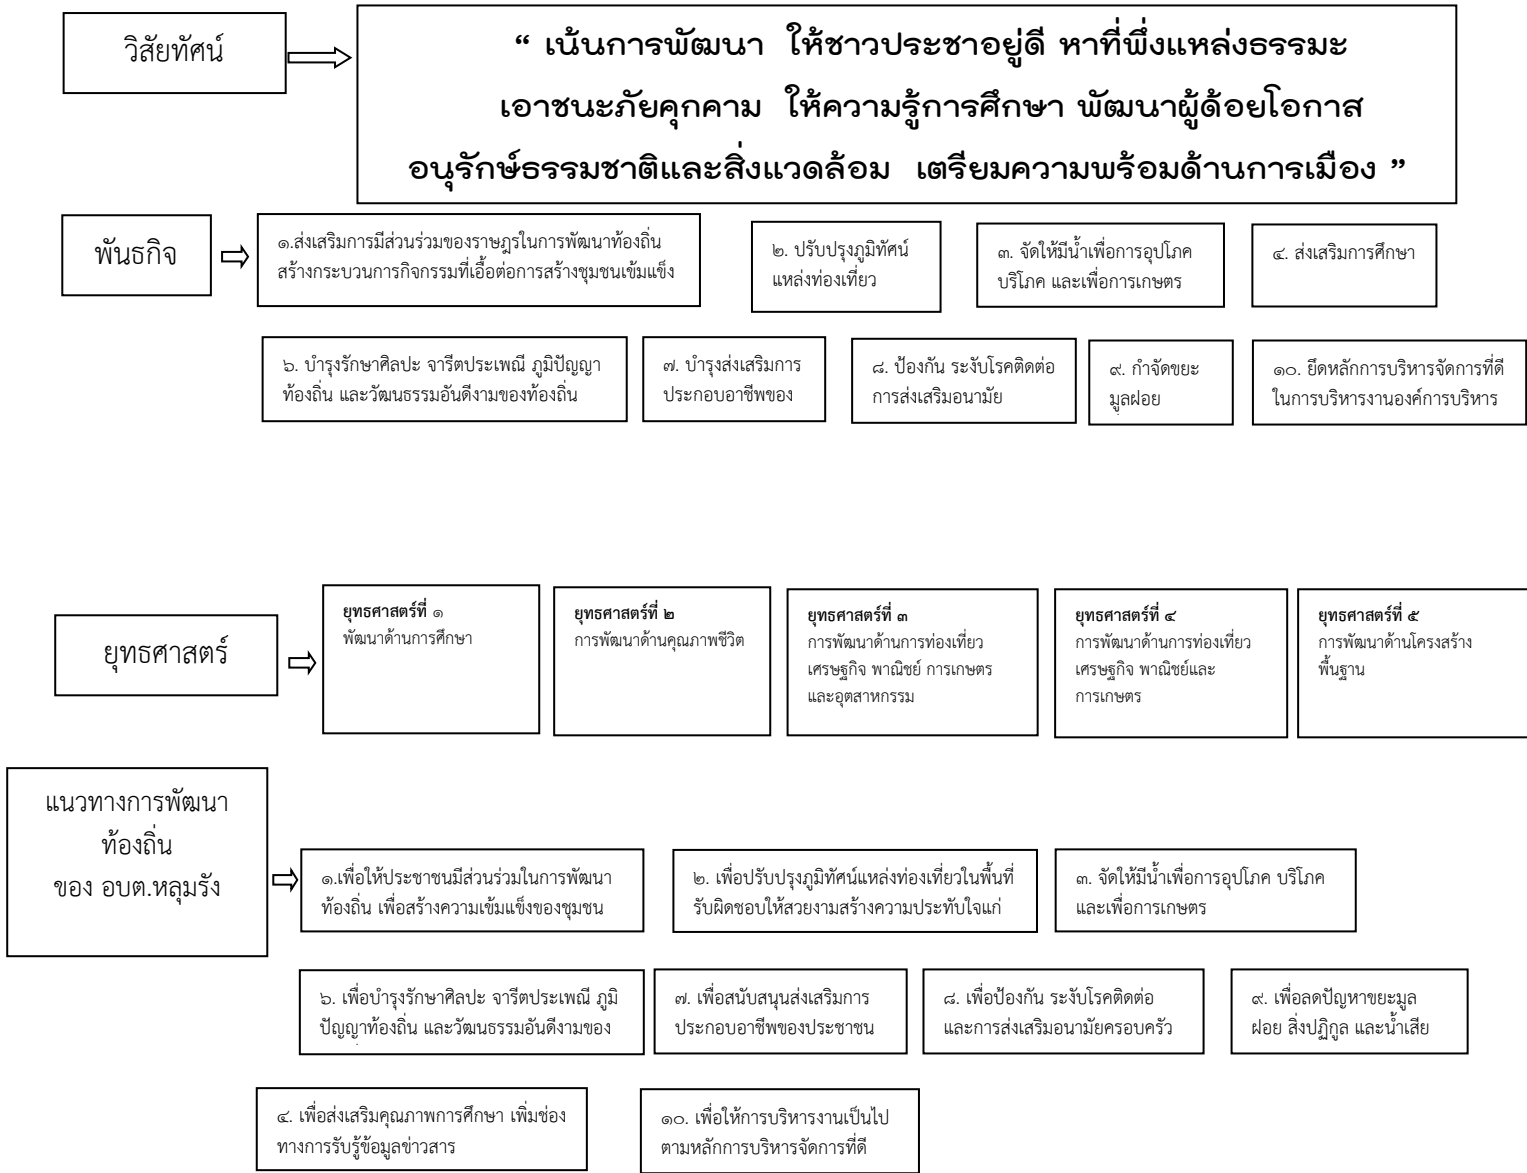 วิสัยทัศน์
“ เน้นการพัฒนา ให้ชาวประชาอยู่ดี หาที่พึ่งแหล่งธรรมะ
เอาชนะภัยคุกคาม ให้ความรู้การศึกษา พัฒนาผู้ด้อยโอกาส
อนุรักษ์ธรรมชาติและสิ่งแวดล้อม เตรียมความพร้อมด้านการเมือง ”
พันธกิจ
๑.ส่งเสริมการมีส่วนร่วมของราษฎรในการพัฒนาท้องถิ่น
สร้างกระบวนการกิจกรรมที่เอื้อต่อการสร้างชุมชนเข้มแข็ง
๒. ปรับปรุงภูมิทัศน์
แหล่งท่องเที่ยว
๓. จัดให้มีน้ำเพื่อการอุปโภค
บริโภค และเพื่อการเกษตร
๔. ส่งเสริมการศึกษา
๖. บำรุงรักษาศิลปะ จารีตประเพณี ภูมิปัญญา
ท้องถิ่น และวัฒนธรรมอันดีงามของท้องถิ่น
๗. บำรุงส่งเสริมการ
ประกอบอาชีพของ
๘. ป้องกัน ระงับโรคติดต่อ
การส่งเสริมอนามัย
๙. กำจัดขยะ
มูลฝอย
๑๐. ยึดหลักการบริหารจัดการที่ดี
ในการบริหารงานองค์การบริหาร
ยุทธศาสตร์
ยุทธศาสตร์ที่ ๑
พัฒนาด้านการศึกษา
ยุทธศาสตร์ที่ ๒
การพัฒนาด้านคุณภาพชีวิต
ยุทธศาสตร์ที่ ๓
การพัฒนาด้านการท่องเที่ยว
เศรษฐกิจ พาณิชย์ การเกษตร
และอุตสาหกรรม
ยุทธศาสตร์ที่ ๔
การพัฒนาด้านการท่องเที่ยว
เศรษฐกิจ พาณิชย์และ
การเกษตร
ยุทธศาสตร์ที่ ๕
การพัฒนาด้านโครงสร้าง
พื้นฐาน
แนวทางการพัฒนา
ท้องถิ่น
ของ อบต.หลุมรัง
๑.เพื่อให้ประชาชนมีส่วนร่วมในการพัฒนา
ท้องถิ่น เพื่อสร้างความเข้มแข็งของชุมชน
๒. เพื่อปรับปรุงภูมิทัศน์แหล่งท่องเที่ยวในพื้นที่
รับผิดชอบให้สวยงามสร้างความประทับใจแก่
๓. จัดให้มีน้ำเพื่อการอุปโภค บริโภค
และเพื่อการเกษตร
๖. เพื่อบำรุงรักษาศิลปะ จารีตประเพณี ภูมิ
ปัญญาท้องถิ่น และวัฒนธรรมอันดีงามของ
๗. เพื่อสนับสนุนส่งเสริมการ
ประกอบอาชีพของประชาชน
๘. เพื่อป้องกัน ระงับโรคติดต่อ
และการส่งเสริมอนามัยครอบครัว
๙. เพื่อลดปัญหาขยะมูล
ฝอย สิ่งปฏิกูล และน้ำเสีย
๔. เพื่อส่งเสริมคุณภาพการศึกษา เพิ่มช่อง
ทางการรับรู้ข้อมูลข่าวสาร
๑๐. เพื่อให้การบริหารงานเป็นไป
ตามหลักการบริหารจัดการที่ดี